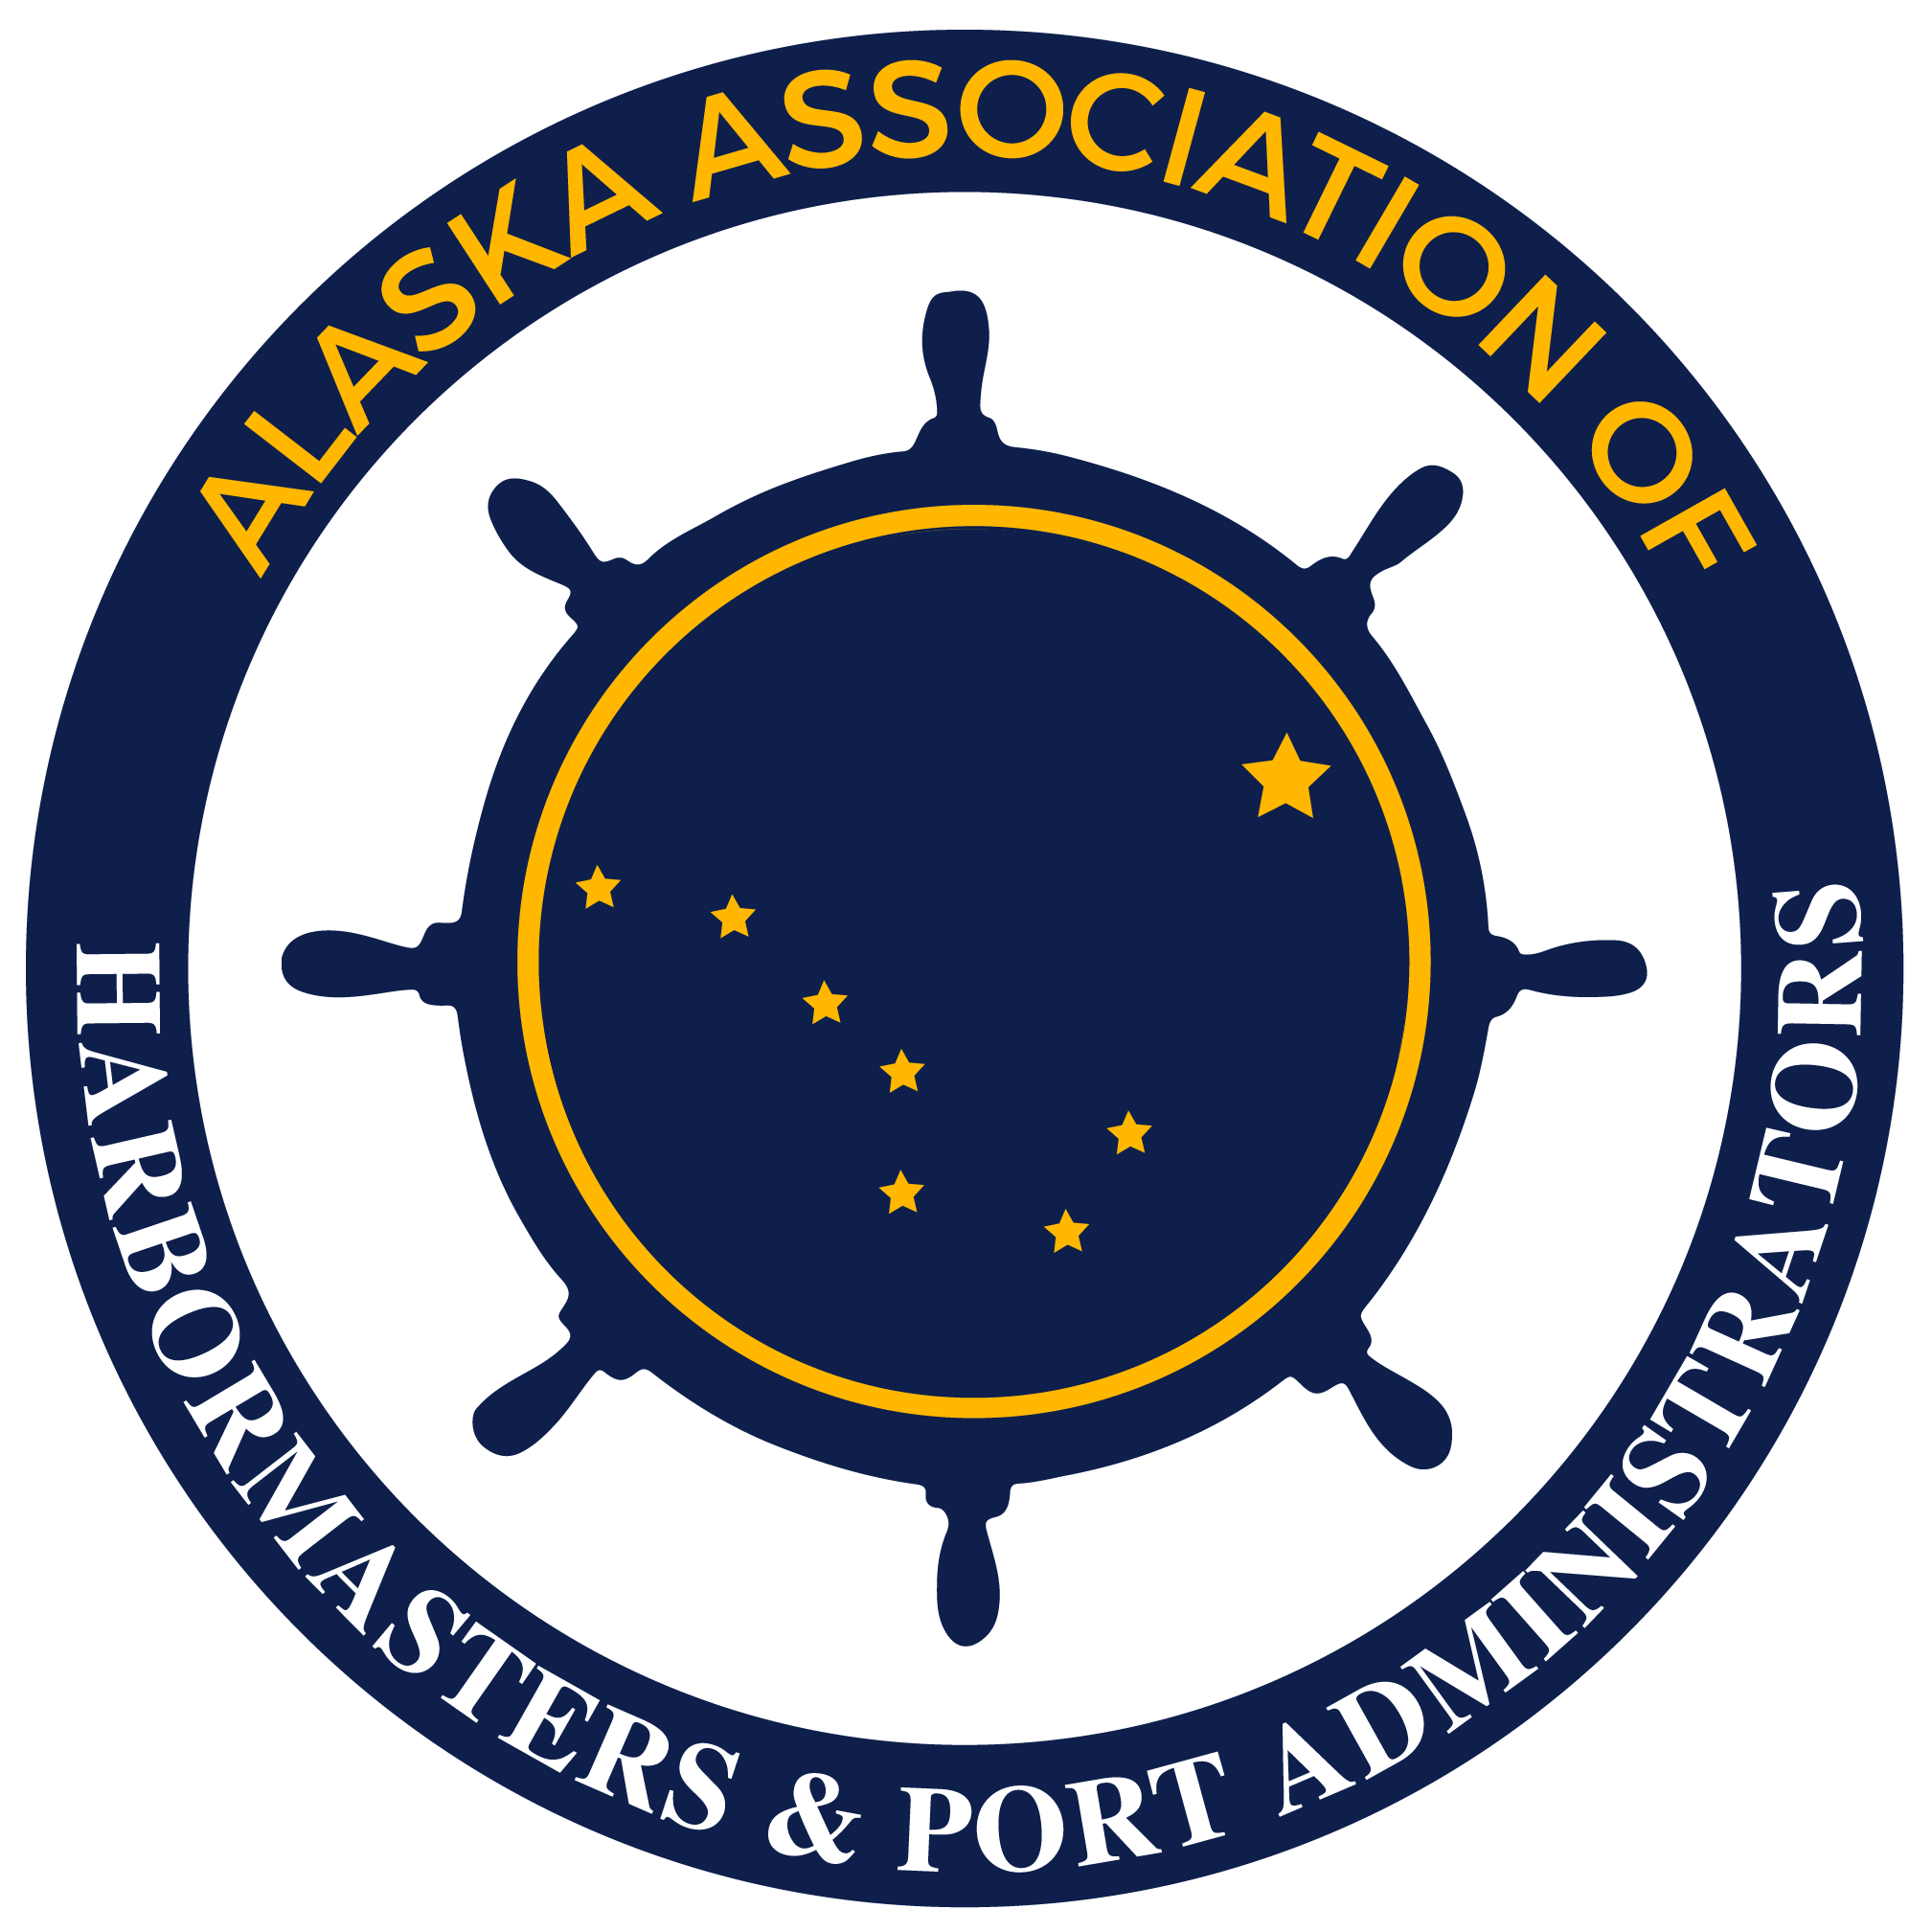 ALASKA ASSOCIATION OF
HARBORMASTERS & PORT ADMINISTRATORS